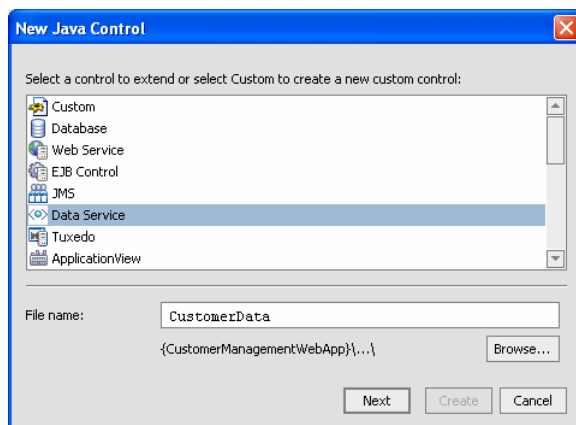 New Java Control
Select a control to extend or select Custom to create a new custom control:
Custom
Database
Web Service
EJB Control
JMS
Data Service
Tuxedo
ApplicationView
File name:
CustomerData
{CustomerManagementWebApp}\...\
Browse...
Next
Create
Cancel